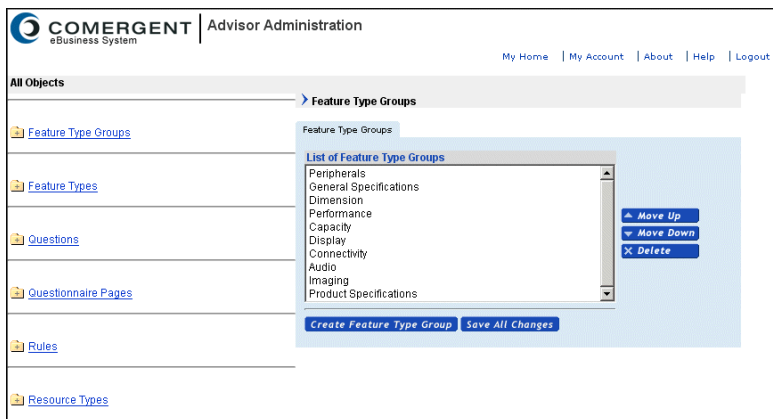 COMERGENT
eBusiness System
Advisor Administration
My Home | My Account | About | Help | Logout
All Objects
Feature Type Groups
Feature Types
Questions
Questionnaire Pages
Rules
Resource Types
Feature Type Groups
Feature Type Groups
List of Feature Type Groups
Peripherals
General Specifications
Dimension
Performance
Capacity
Display
Connectivity
Audio
Imaging
Product Specifications
Move Up
Move Down
Delete
Create Feature Type Group
Save All Changes